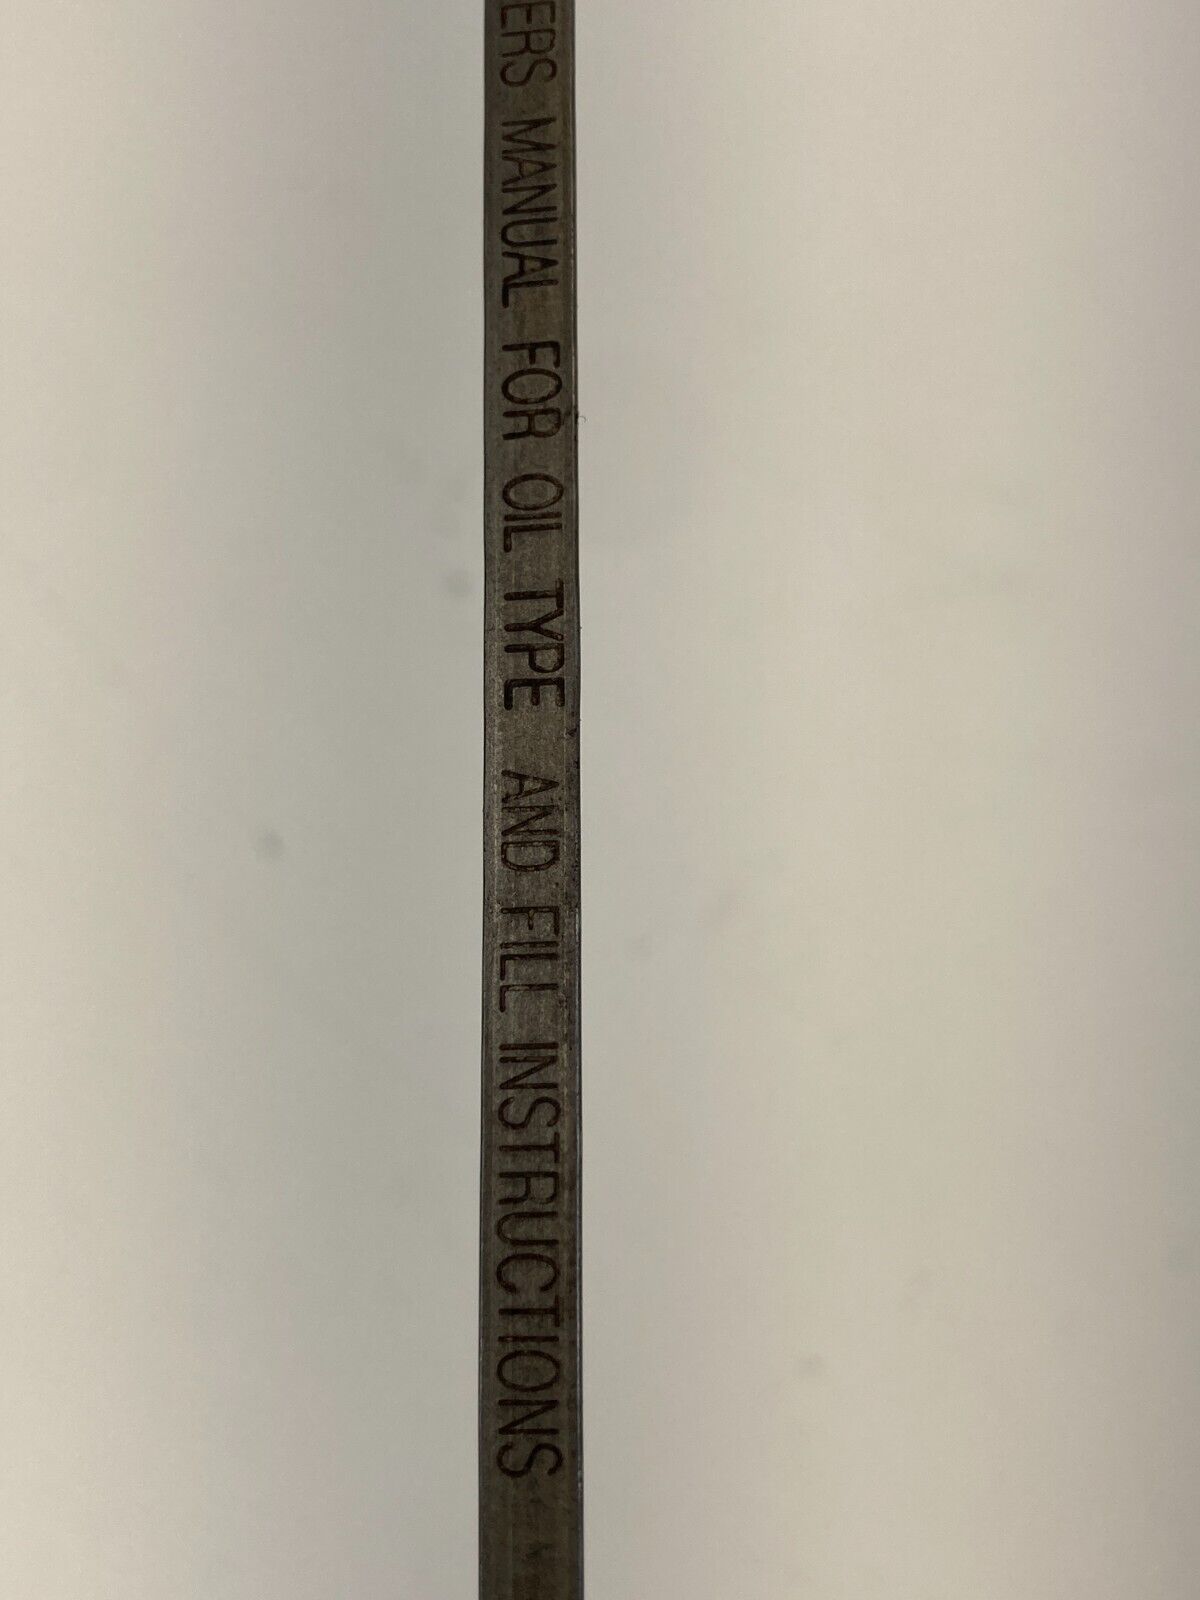 ERS MANUAL FOR OIL TYPE AND FILL INSTRUCTIONS